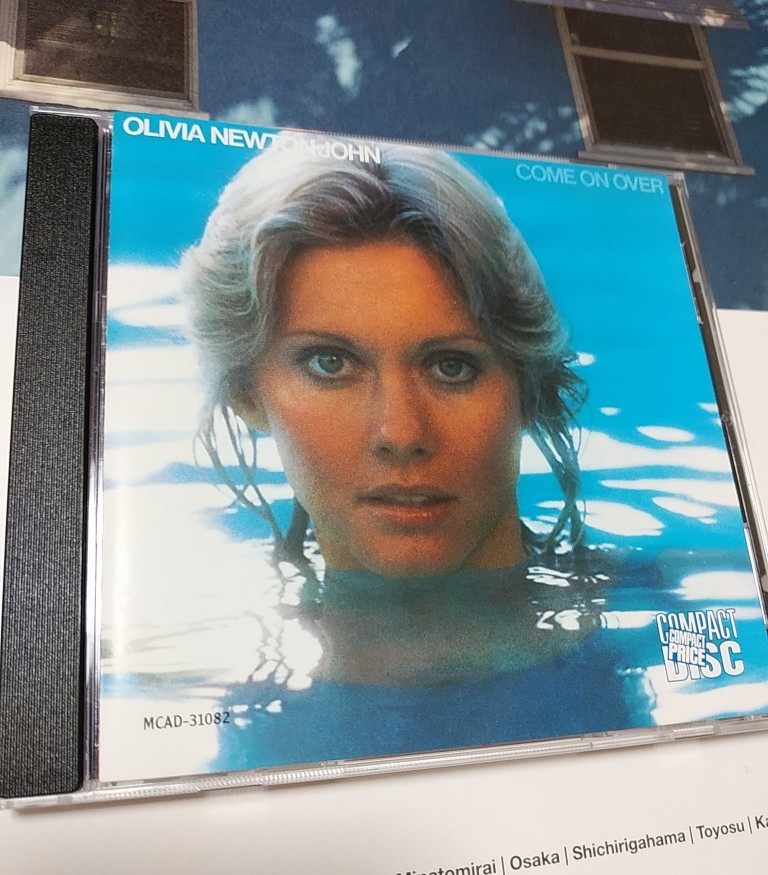 OLIVIA NEWTON-JOHN
COME ON OVER
COMPACT
COMPACT
PRICE
DISC
MCAD-31082
Minatomirai | Osaka | Shichirigahama | Toyosu |